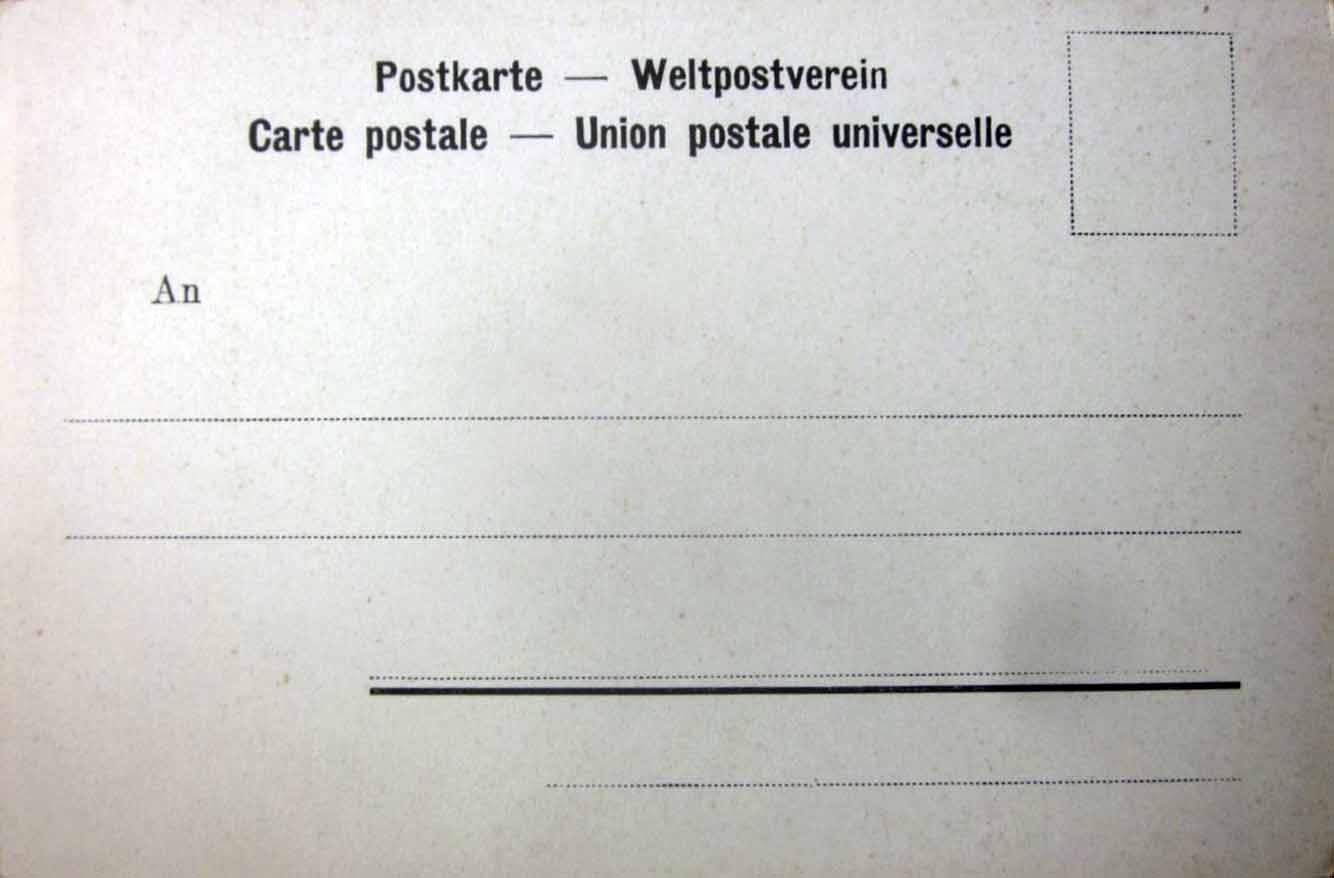 Postkarte — Weltpostverein
Carte postale — Union postale universelle
An